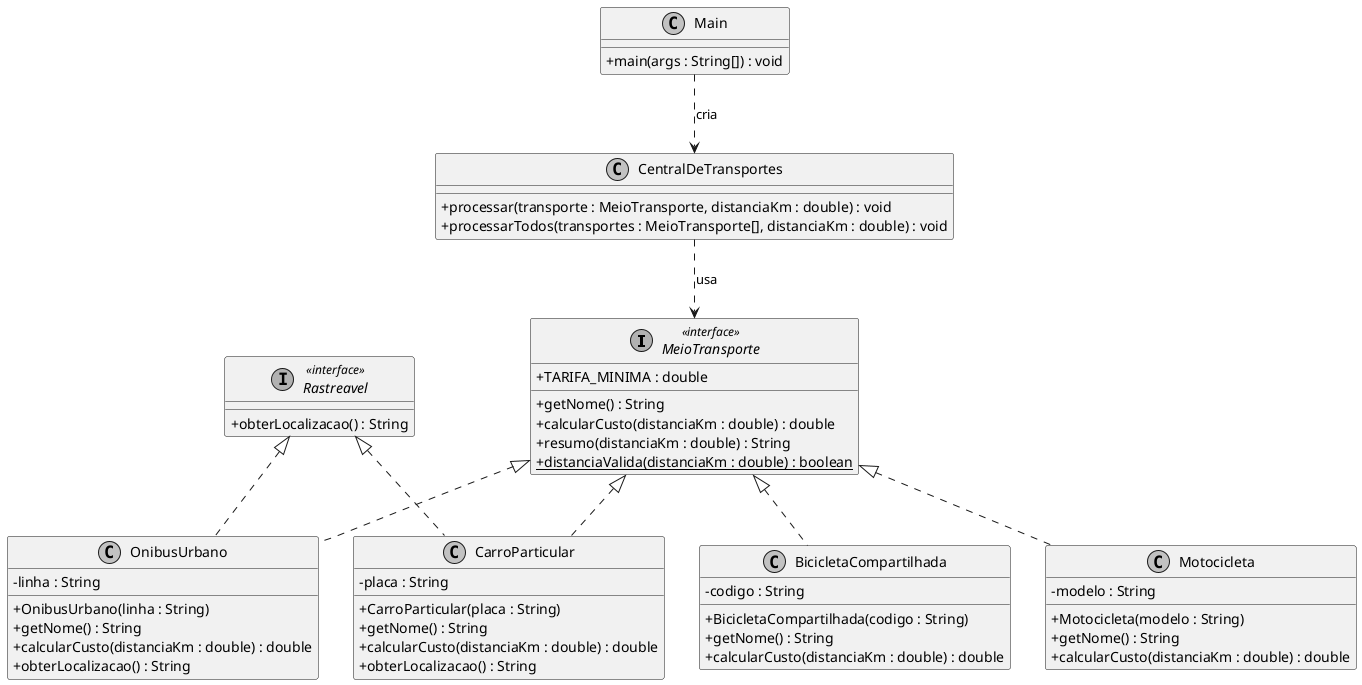 C Main
+main(args : String[]) : void
cria
C CentralDeTransportes
+processar(transporte : MeioTransporte, distanciaKm : double) : void
+processarTodos(transportes : MeioTransporte[], distanciaKm : double) : void
usa
I «interface»
Rastreavel
+obterLocalizacao() : String
I «interface»
MeioTransporte
+TARIFA_MINIMA : double
+getNome() : String
+calcularCusto(distanciaKm : double) : double
+resumo(distanciaKm : double) : String
+distanciaValida(distanciaKm : double) : boolean
C OnibusUrbano
-linha : String
+OnibusUrbano(linha : String)
+getNome() : String
+calcularCusto(distanciaKm : double) : double
+obterLocalizacao() : String
C CarroParticular
-placa : String
+CarroParticular(placa : String)
+getNome() : String
+calcularCusto(distanciaKm : double) : double
+obterLocalizacao() : String
C BicicletaCompartilhada
-codigo : String
+BicicletaCompartilhada(codigo : String)
+getNome() : String
+calcularCusto(distanciaKm : double) : double
C Motocicleta
-modelo : String
+Motocicleta(modelo : String)
+getNome() : String
+calcularCusto(distanciaKm : double) : double